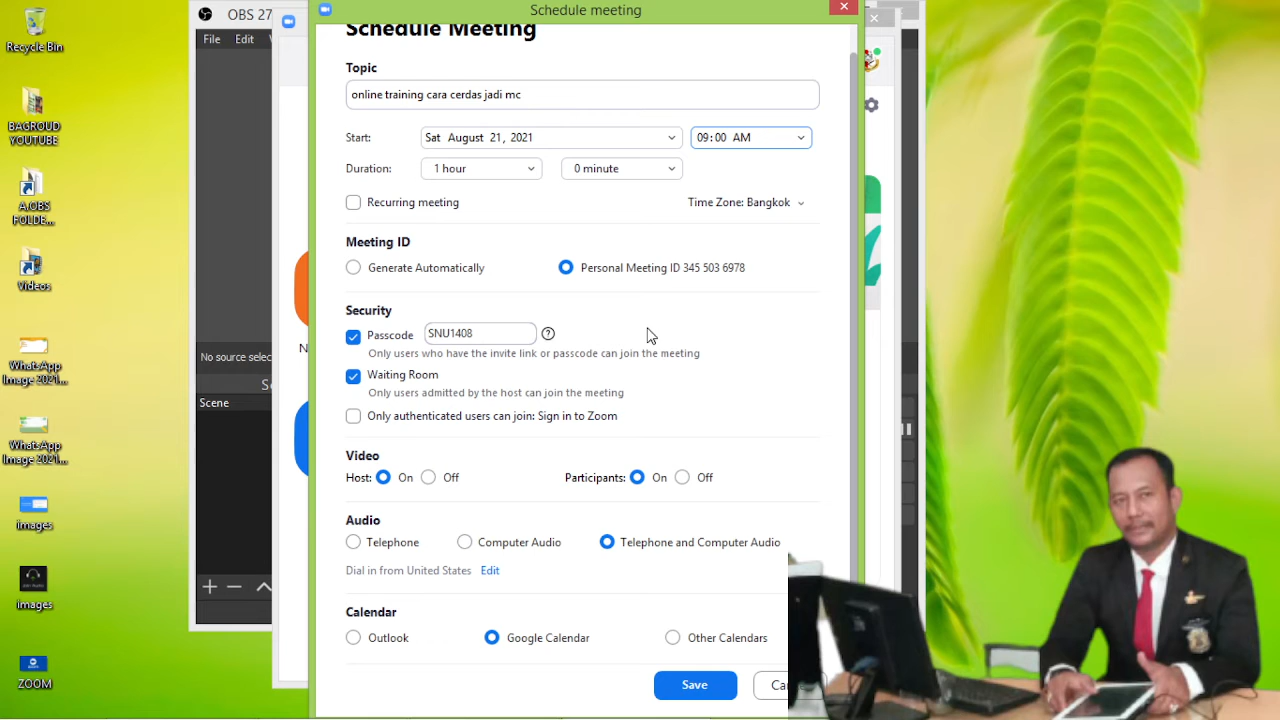 Recycle Bin
BAGROUD
YOUTUBE
A,OBS
FOLDE...
Videos
WhatsApp
Image 2021...
WhatsApp
Image 2021...
images
images
ZOOM
OBS 27
File Edit
No source selec
Scene
Schedule meeting
Schedule Meeting
Topic
online training cara cerdas jadi mc
Start: Sat August 21, 2021 09:00 AM
Duration: 1 hour 0 minute
Recurring meeting Time Zone: Bangkok
Meeting ID
Generate Automatically Personal Meeting ID 345 503 6978
Security
Passcode SNU1408
Only users who have the invite link or passcode can join the meeting
Waiting Room
Only users admitted by the host can join the meeting
Only authenticated users can join: Sign in to Zoom
Video
Host: On Off Participants: On Off
Audio
Telephone Computer Audio Telephone and Computer Audio
Dial in from United States Edit
Calendar
Outlook Google Calendar Other Calendars
Save